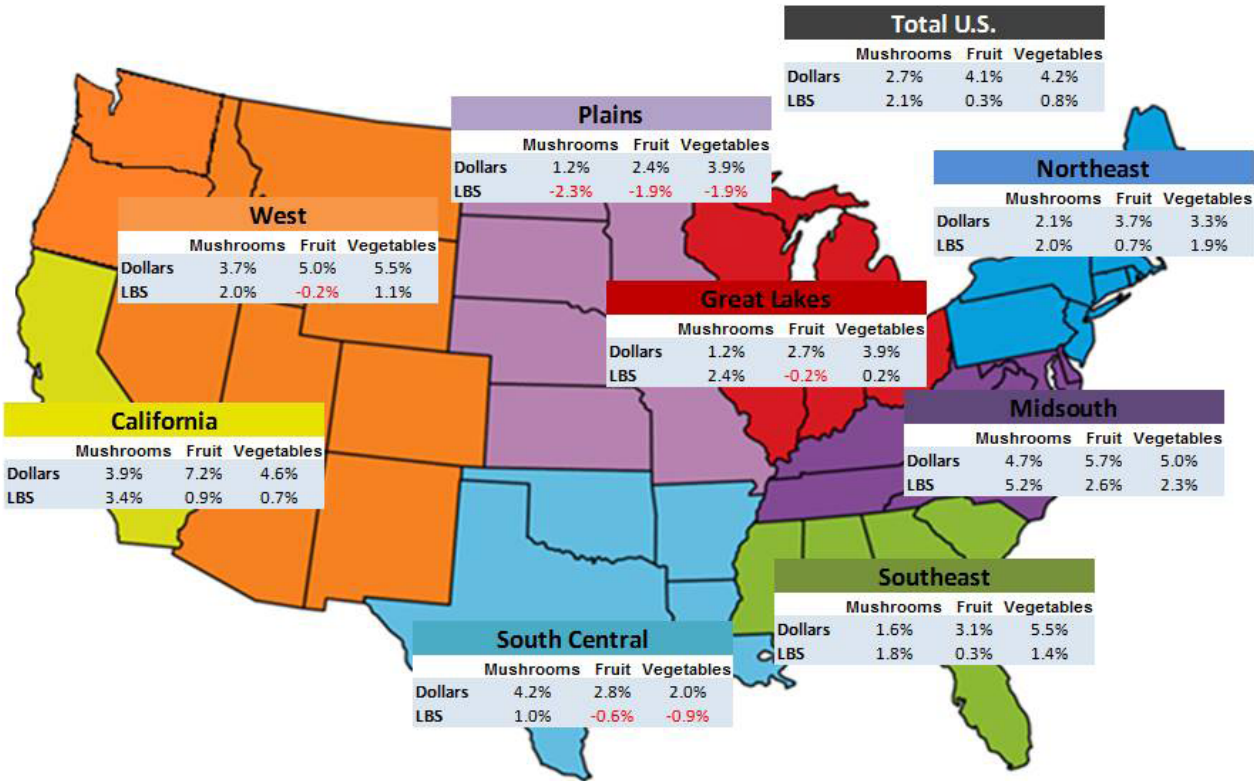 Total U.S.
Mushrooms Fruit Vegetables
Dollars 2.7% 4.1% 4.2%
LBS 2.1% 0.3% 0.8%
Plains
Mushrooms Fruit Vegetables
Dollars 1.2% 2.4% 3.9%
LBS -2.3% -1.9% -1.9%
Northeast
Mushrooms Fruit Vegetables
Dollars 2.1% 3.7% 3.3%
LBS 2.0% 0.7% 1.9%
West
Mushrooms Fruit Vegetables
Dollars 3.7% 5.0% 5.5%
LBS 2.0% -0.2% 1.1%
Great Lakes
Mushrooms Fruit Vegetables
Dollars 1.2% 2.7% 3.9%
LBS 2.4% -0.2% 0.2%
California
Mushrooms Fruit Vegetables
Dollars 3.9% 7.2% 4.6%
LBS 3.4% 0.9% 0.7%
Midsouth
Mushrooms Fruit Vegetables
Dollars 4.7% 5.7% 5.0%
LBS 5.2% 2.6% 2.3%
Southeast
Mushrooms Fruit Vegetables
Dollars 1.6% 3.1% 5.5%
LBS 1.8% 0.3% 1.4%
South Central
Mushrooms Fruit Vegetables
Dollars 4.2% 2.8% 2.0%
LBS 1.0% -0.6% -0.9%